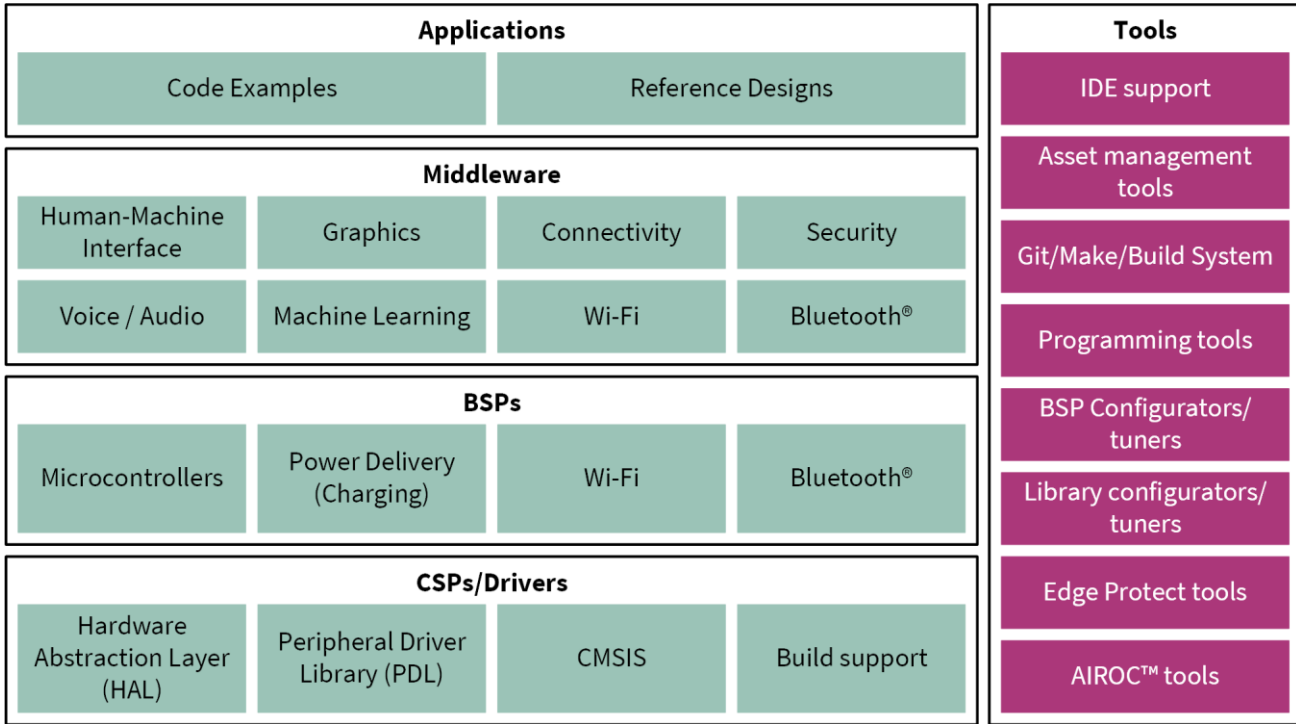 Applications
Code Examples
Reference Designs
Middleware
Human-Machine
Interface
Graphics
Connectivity
Security
Voice / Audio
Machine Learning
Wi-Fi
Bluetooth®
BSPs
Microcontrollers
Power Delivery
(Charging)
Wi-Fi
Bluetooth®
CSPs/Drivers
Hardware
Abstraction Layer
(HAL)
Peripheral Driver
Library (PDL)
CMSIS
Build support
Tools
IDE support
Asset management
tools
Git/Make/Build System
Programming tools
BSP Configurators/
tuners
Library configurators/
tuners
Edge Protect tools
AIROC™ tools